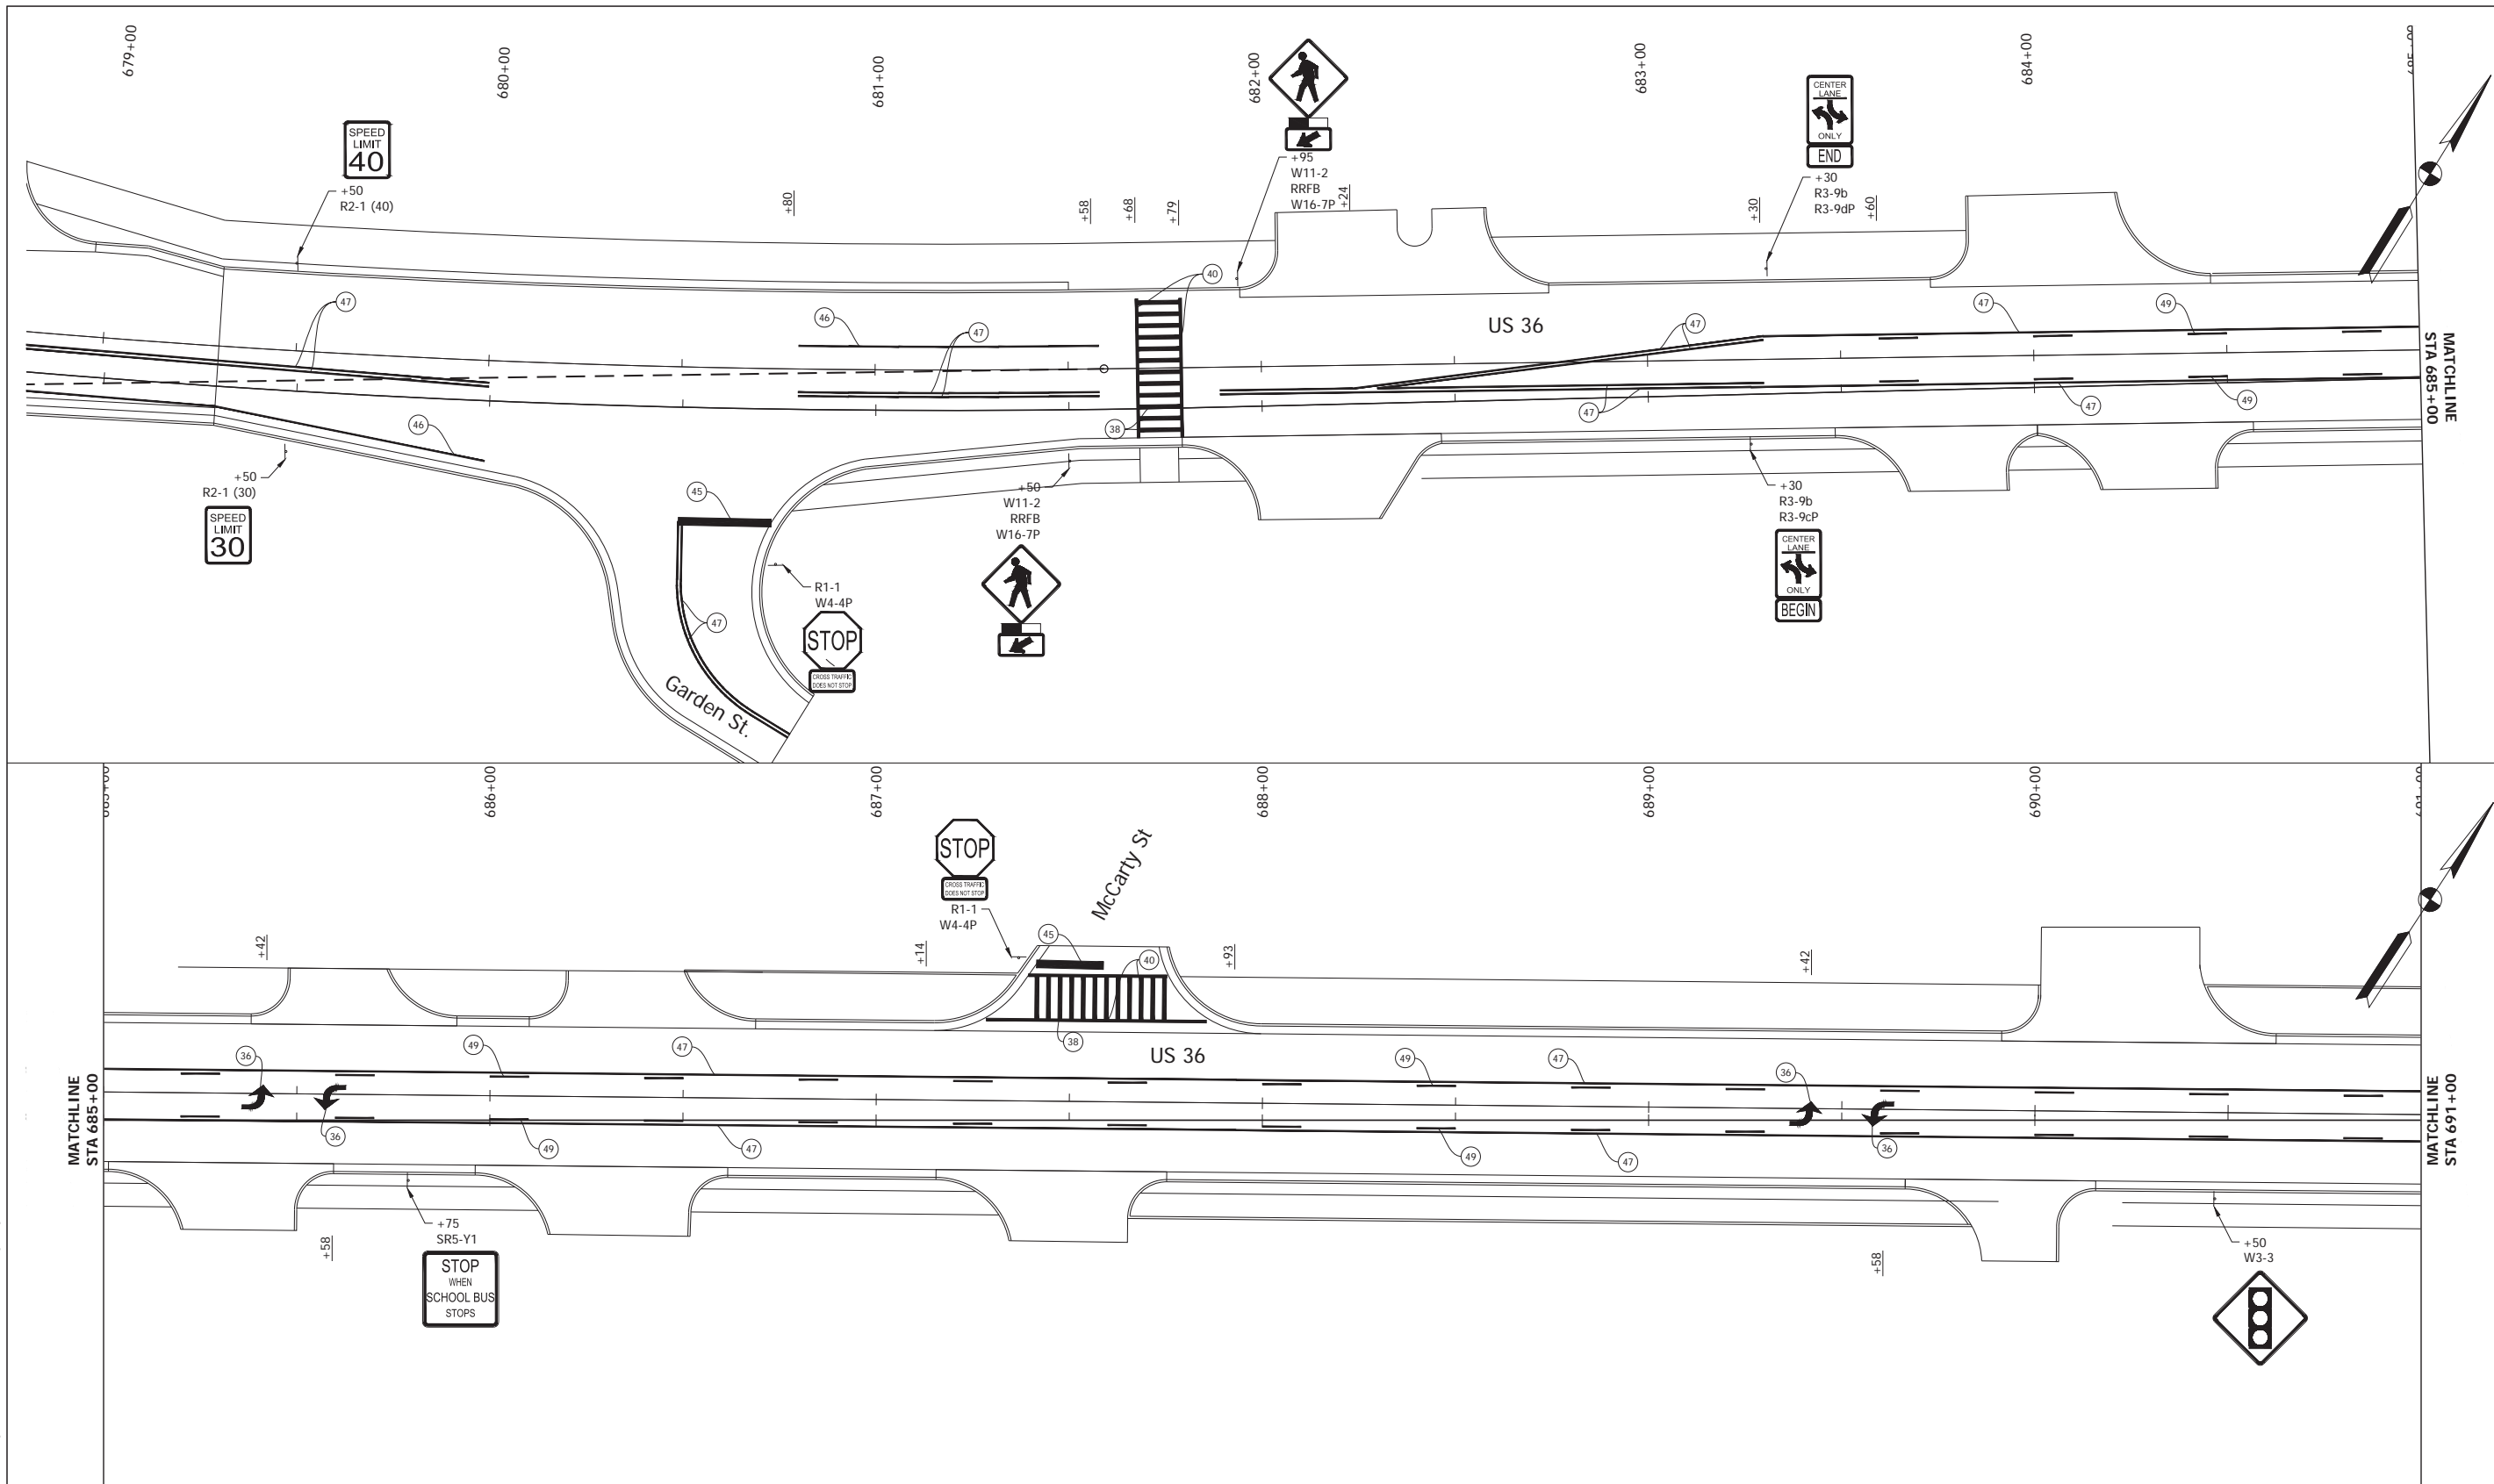 679+00
680+00
681+00
682+00
683+00
684+00
SPEED
LIMIT
40
+50
R2-1 (40)
+80
+58
+68
+79
+95
W11-2
RRFB
W16-7P
+24
CENTER
LANE
ONLY
END
+30
R3-9b
R3-9dP
+30
+60
47
46
47
40
US 36
47
47
49
46
38
47
47
49
MATCHLINE
STA 685+00
+50
R2-1 (30)
SPEED
LIMIT
30
45
47
Garden St.
R1-1
W4-4P
STOP
CROSS TRAFFIC
DOES NOT STOP
+50
W11-2
RRFB
W16-7P
+30
R3-9b
R3-9cP
CENTER
LANE
ONLY
BEGIN
686+00
687+00
688+00
689+00
690+00
STOP
CROSS TRAFFIC
DOES NOT STOP
R1-1
W4-4P
McCarty St
+42
+14
45
40
+93
+42
38
US 36
36
49
47
49
47
36
MATCHLINE
STA 685+00
36
49
47
49
47
36
MATCHLINE
STA 691+00
+58
+75
SR5-Y1
STOP
WHEN
SCHOOL BUS
STOPS
+58
+50
W3-3